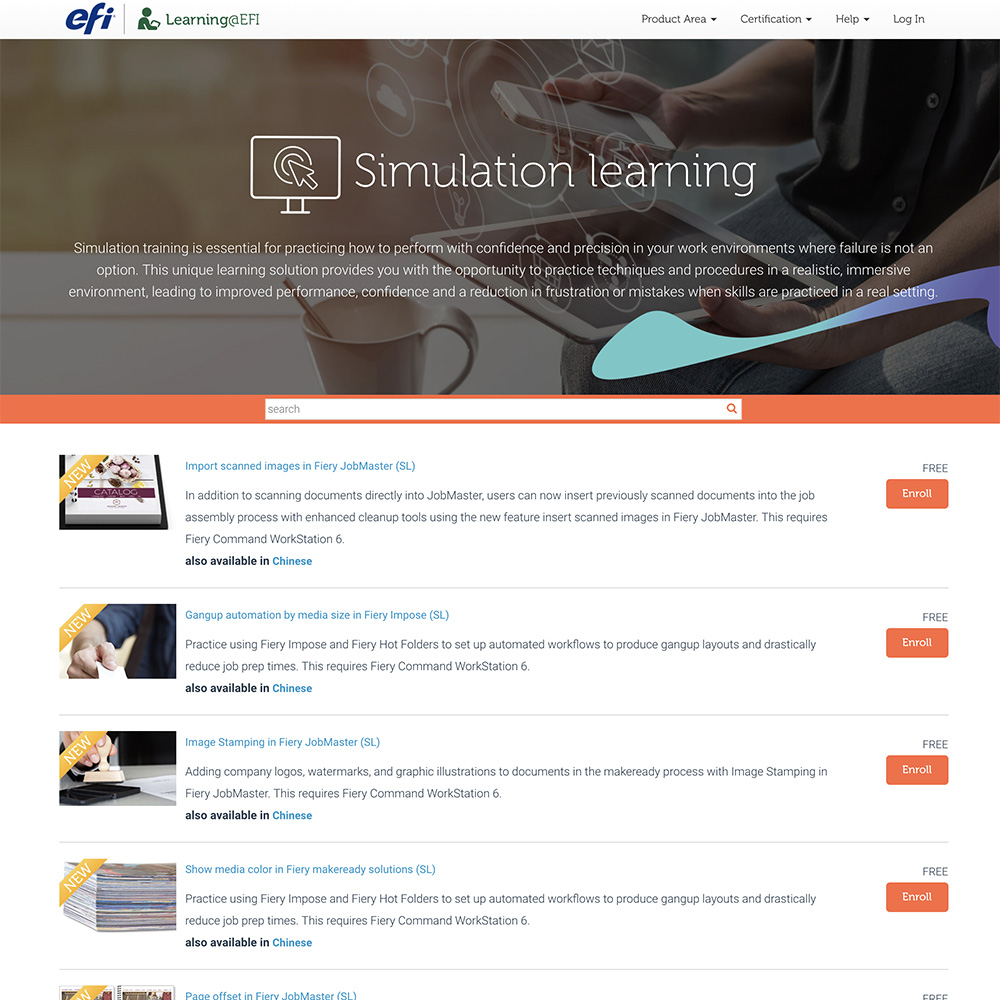 efi Learning@EFI Product Area Certification Help Log In
Simulation learning
Simulation training is essential for practicing how to perform with confidence and precision in your work environments where failure is not an
option. This unique learning solution provides you with the opportunity to practice techniques and procedures in a realistic, immersive
environment, leading to improved performance, confidence and a reduction in frustration or mistakes when skills are practiced in a real setting.
search
NEW
CATALOG
Import scanned images in Fiery JobMaster (SL)
FREE
In addition to scanning documents directly into JobMaster, users can now insert previously scanned documents into the job
Enroll
assembly process with enhanced cleanup tools using the new feature insert scanned images in Fiery JobMaster. This requires
Fiery Command WorkStation 6.
also available in Chinese
NEW
Gangup automation by media size in Fiery Impose (SL)
FREE
Practice using Fiery Impose and Fiery Hot Folders to set up automated workflows to produce gangup layouts and drastically
Enroll
reduce job prep times. This requires Fiery Command WorkStation 6.
also available in Chinese
NEW
Image Stamping in Fiery JobMaster (SL)
FREE
Adding company logos, watermarks, and graphic illustrations to documents in the makeready process with Image Stamping in
Enroll
Fiery JobMaster. This requires Fiery Command WorkStation 6.
also available in Chinese
NEW
Show media color in Fiery makeready solutions (SL)
FREE
Practice using Fiery Impose and Fiery Hot Folders to set up automated workflows to produce gangup layouts and drastically
Enroll
reduce job prep times. This requires Fiery Command WorkStation 6.
also available in Chinese
Page offset in Fiery JobMaster (SL)
FREE